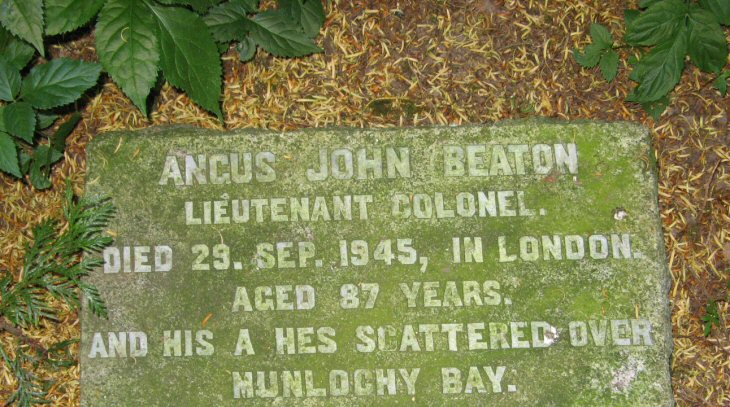 ANGUS JOHN BEATON
LIEUTENANT COLONEL.
DIED 29. SEP. 1945, IN LONDON.
AGED 87 YEARS.
AND HIS A HES SCATTERED OVER
MUNLOCHY BAY.